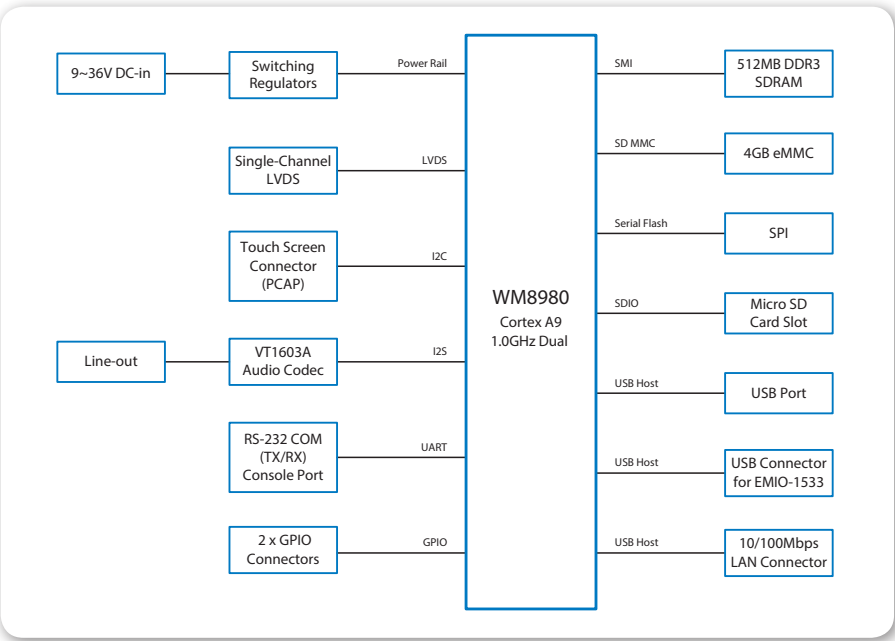 9~36V DC-in
Switching
Regulators
Power Rail
Single-Channel
LVDS
LVDS
Touch Screen
Connector
(PCAP)
I2C
Line-out
VT1603A
Audio Codec
I2S
RS-232 COM
(TX/RX)
Console Port
UART
2 x GPIO
Connectors
GPIO
WM8980
Cortex A9
1.0GHz Dual
SMI
512MB DDR3
SDRAM
SD MMC
4GB eMMC
Serial Flash
SPI
SDIO
Micro SD
Card Slot
USB Host
USB Port
USB Host
USB Connector
for EMIO-1533
USB Host
10/100Mbps
LAN Connector